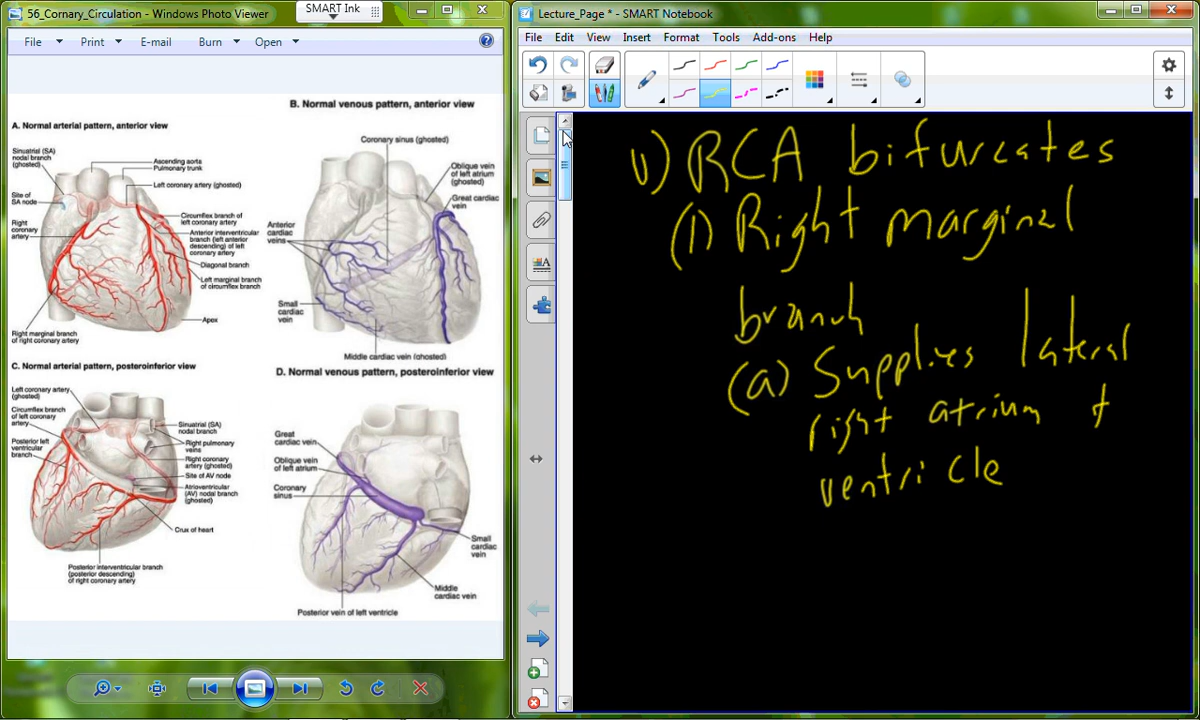 56_Cornary_Circulation - Windows Photo Viewer
SMART Ink
File Print E-mail Burn Open
B. Normal venous pattern, anterior view
A. Normal arterial pattern, anterior view
Coronary sinus (ghosted)
Sinuatrial (SA)
nodal branch
(ghosted)
Ascending aorta
Pulmonary trunk
Left coronary artery (ghosted)
Oblique vein
of left atrium
(ghosted)
Great cardiac
vein
Site of
SA node
Right
coronary
artery
Circumflex branch of
left coronary artery
Anterior interventricular
branch (left anterior
descending) of left
coronary artery
Diagonal branch
Left marginal branch
of circumflex branch
Anterior
cardiac
veins
Small
cardiac
vein
Apex
Right marginal branch
of right coronary artery
Middle cardiac vein (ghosted)
C. Normal arterial pattern, posteroinferior view
D. Normal venous pattern, posteroinferior view
Left coronary artery
(ghosted)
Circumflex branch
of left coronary
artery
Posterior left
ventricular
branch
Sinuatrial (SA)
nodal branch
Right pulmonary
veins
Right coronary
artery (ghosted)
Site of AV node
Atrioventricular
(AV) nodal branch
(ghosted)
Crux of heart
Posterior interventricular branch
(posterior descending)
of right coronary artery
Great
cardiac vein
Oblique vein
of left atrium
Coronary
sinus
Small
cardiac
vein
Middle
cardiac vein
Posterior vein of left ventricle
Lecture_Page * - SMART Notebook
File Edit View Insert Format Tools Add-ons Help
v) RCA bifurcates
(1) Right marginal
branch
(a) Supplies lateral
right atrium +
ventricle